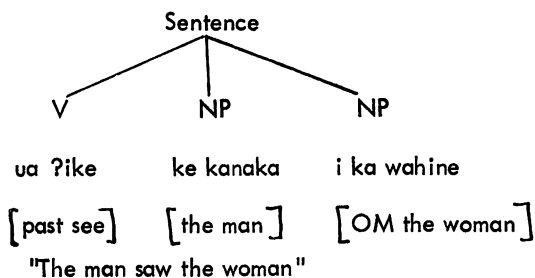 Sentence
V NP NP
ua ?ike ke kanaka i ka wahine
[past see] [the man] [OM the woman]
"The man saw the woman"